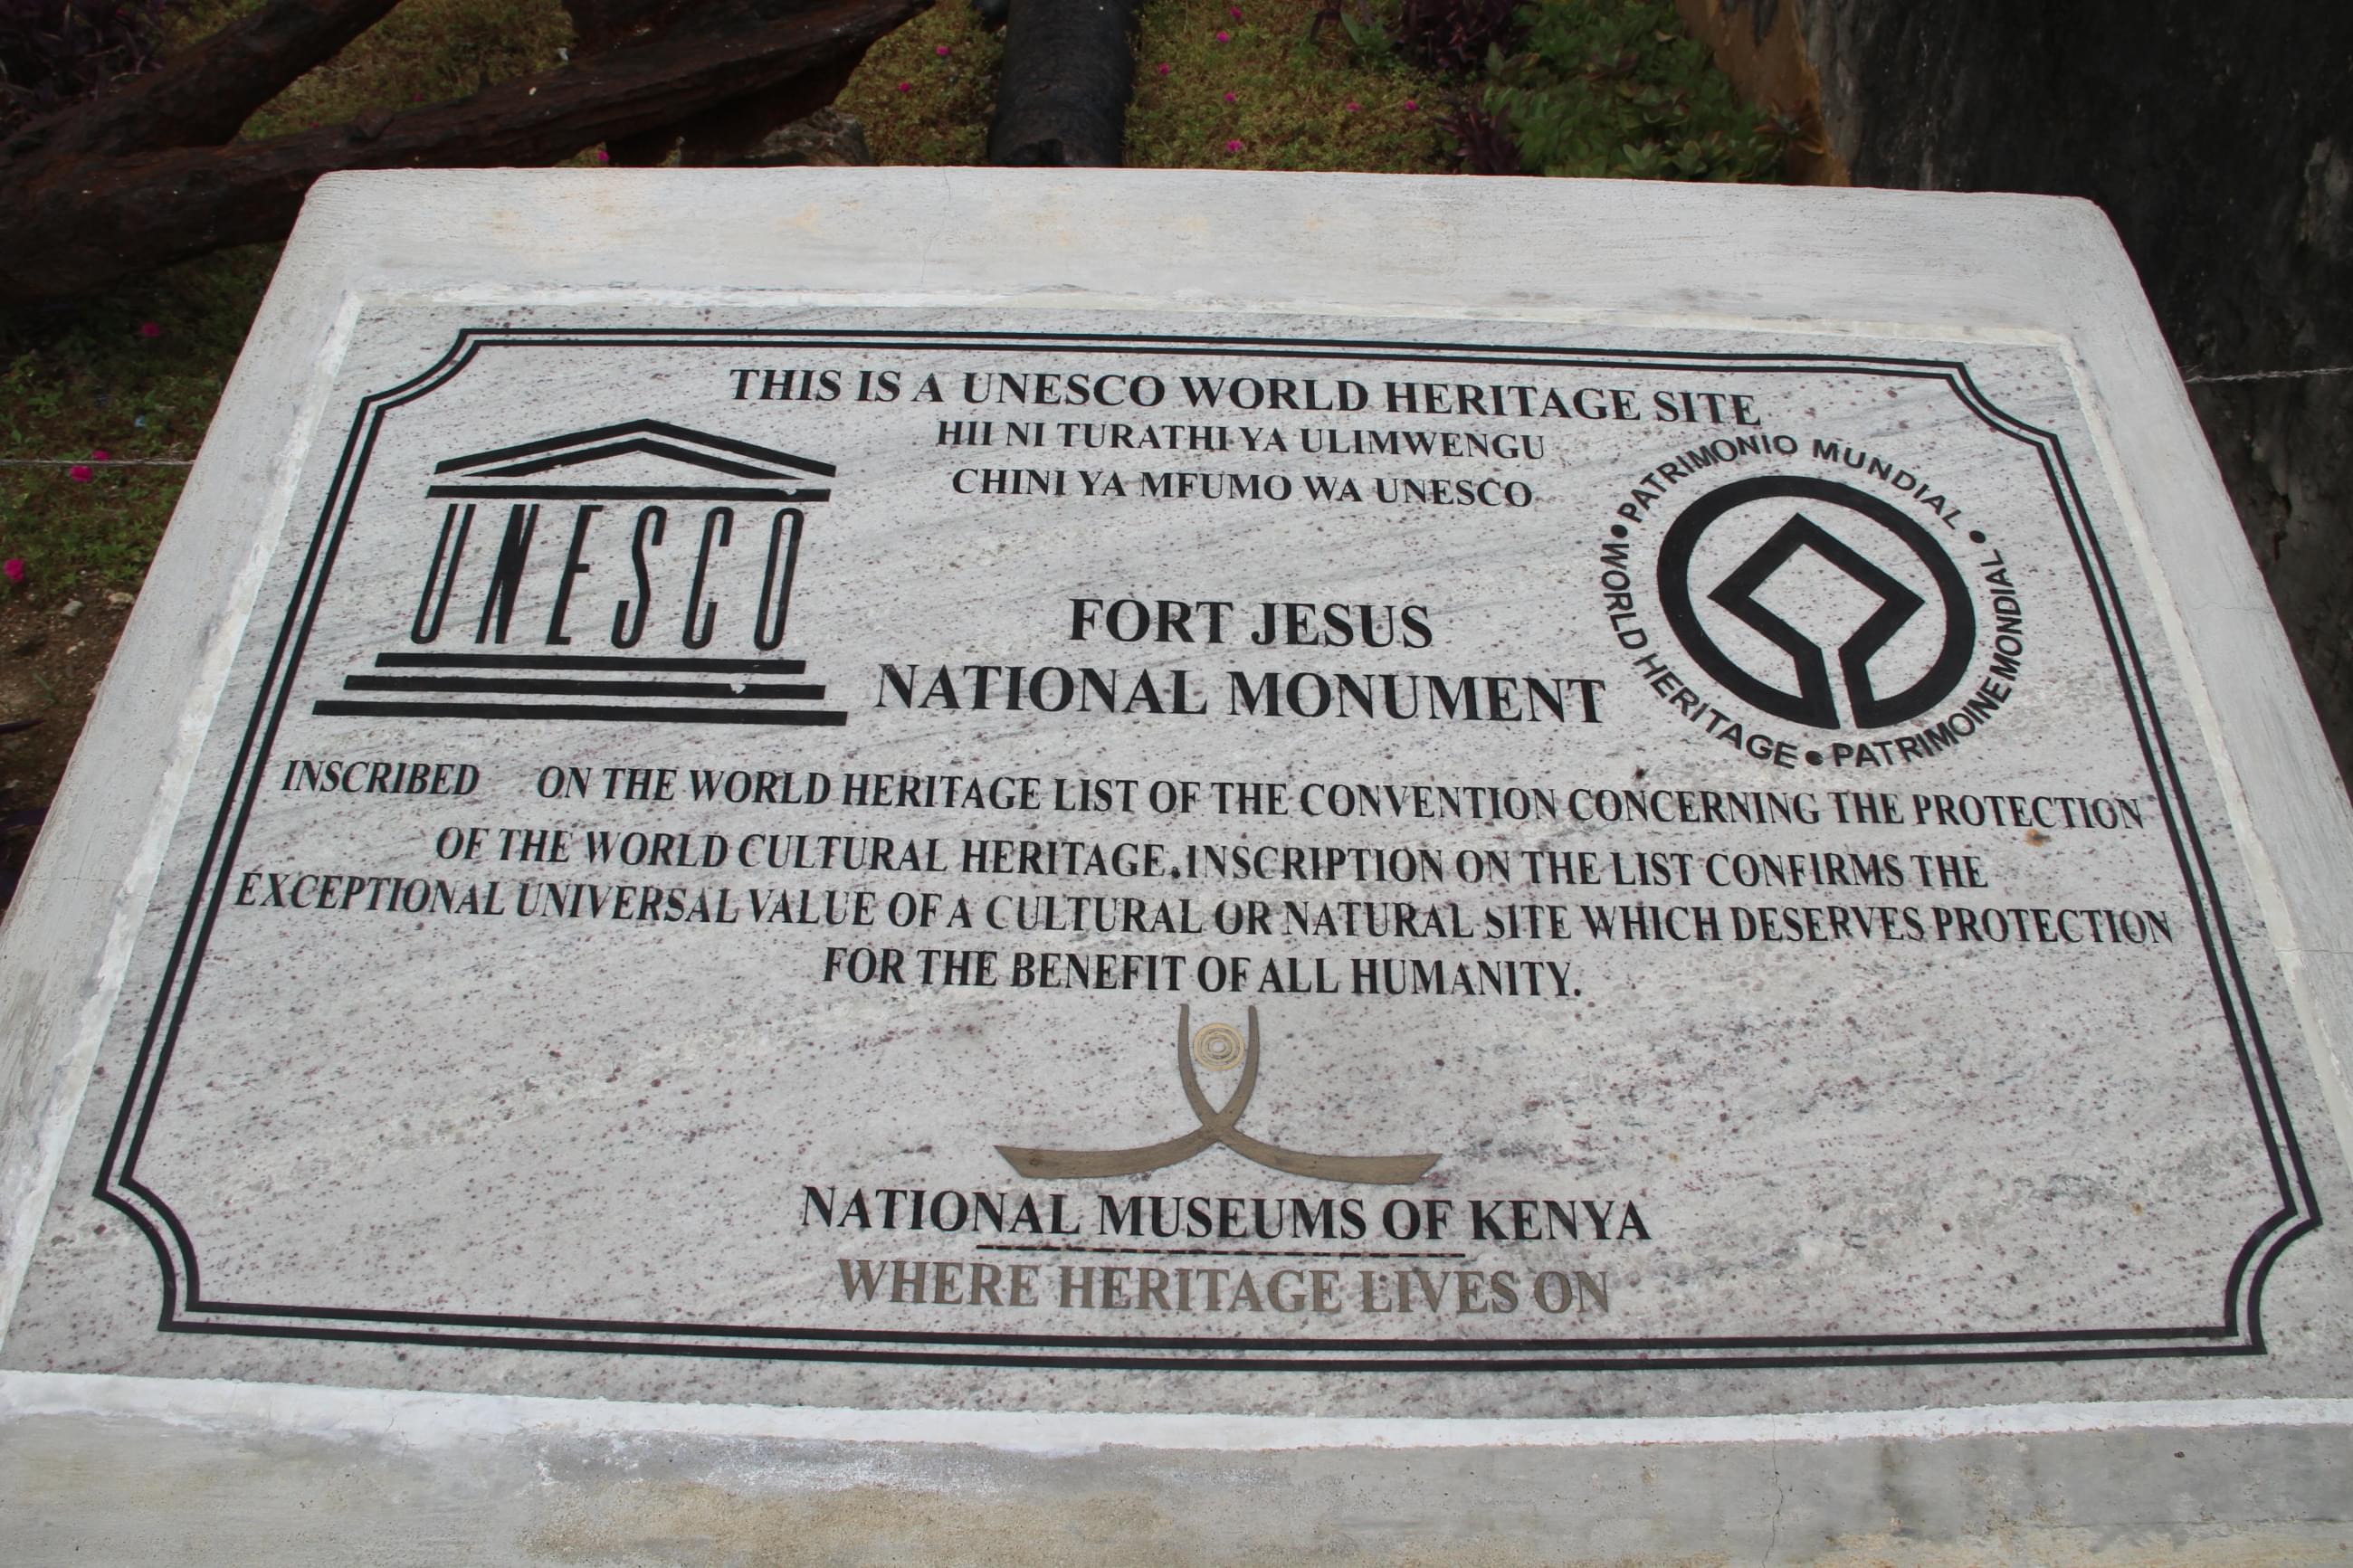 THIS IS A UNESCO WORLD HERITAGE SITE
HII NI TURATHI YA ULIMWENGU
CHINI YA MFUMO WA UNESCO
UNESCO
PATRIMONIO MUNDIAL • PATRIMOINE MONDIAL • WORLD HERITAGE •
FORT JESUS
NATIONAL MONUMENT
INSCRIBED ON THE WORLD HERITAGE LIST OF THE CONVENTION CONCERNING THE PROTECTION
OF THE WORLD CULTURAL HERITAGE.INSCRIPTION ON THE LIST CONFIRMS THE
EXCEPTIONAL UNIVERSAL VALUE OF A CULTURAL OR NATURAL SITE WHICH DESERVES PROTECTION
FOR THE BENEFIT OF ALL HUMANITY.
NATIONAL MUSEUMS OF KENYA
WHERE HERITAGE LIVES ON